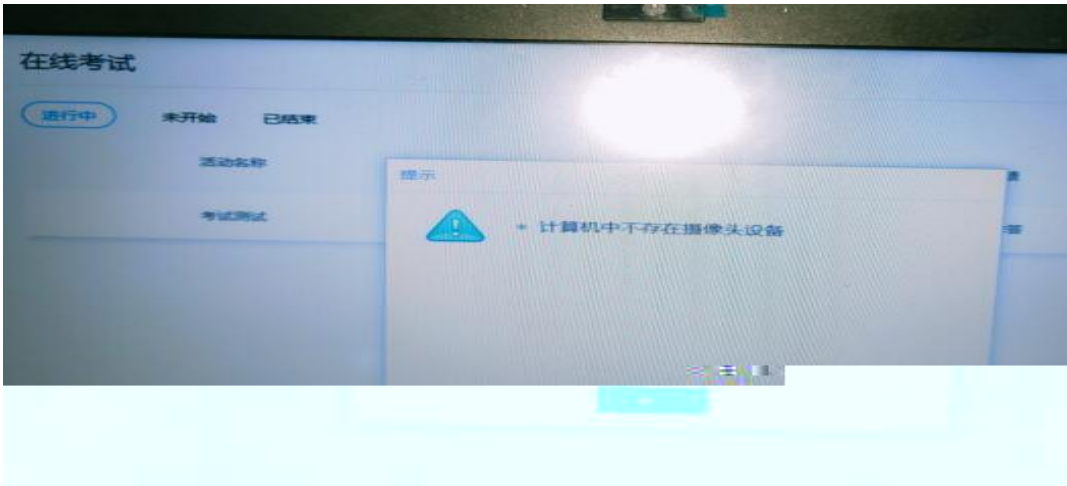 在线考试
进行中 未开始 已结束
活动名称
提示
考试测试
* 计算机中不存在摄像头设备